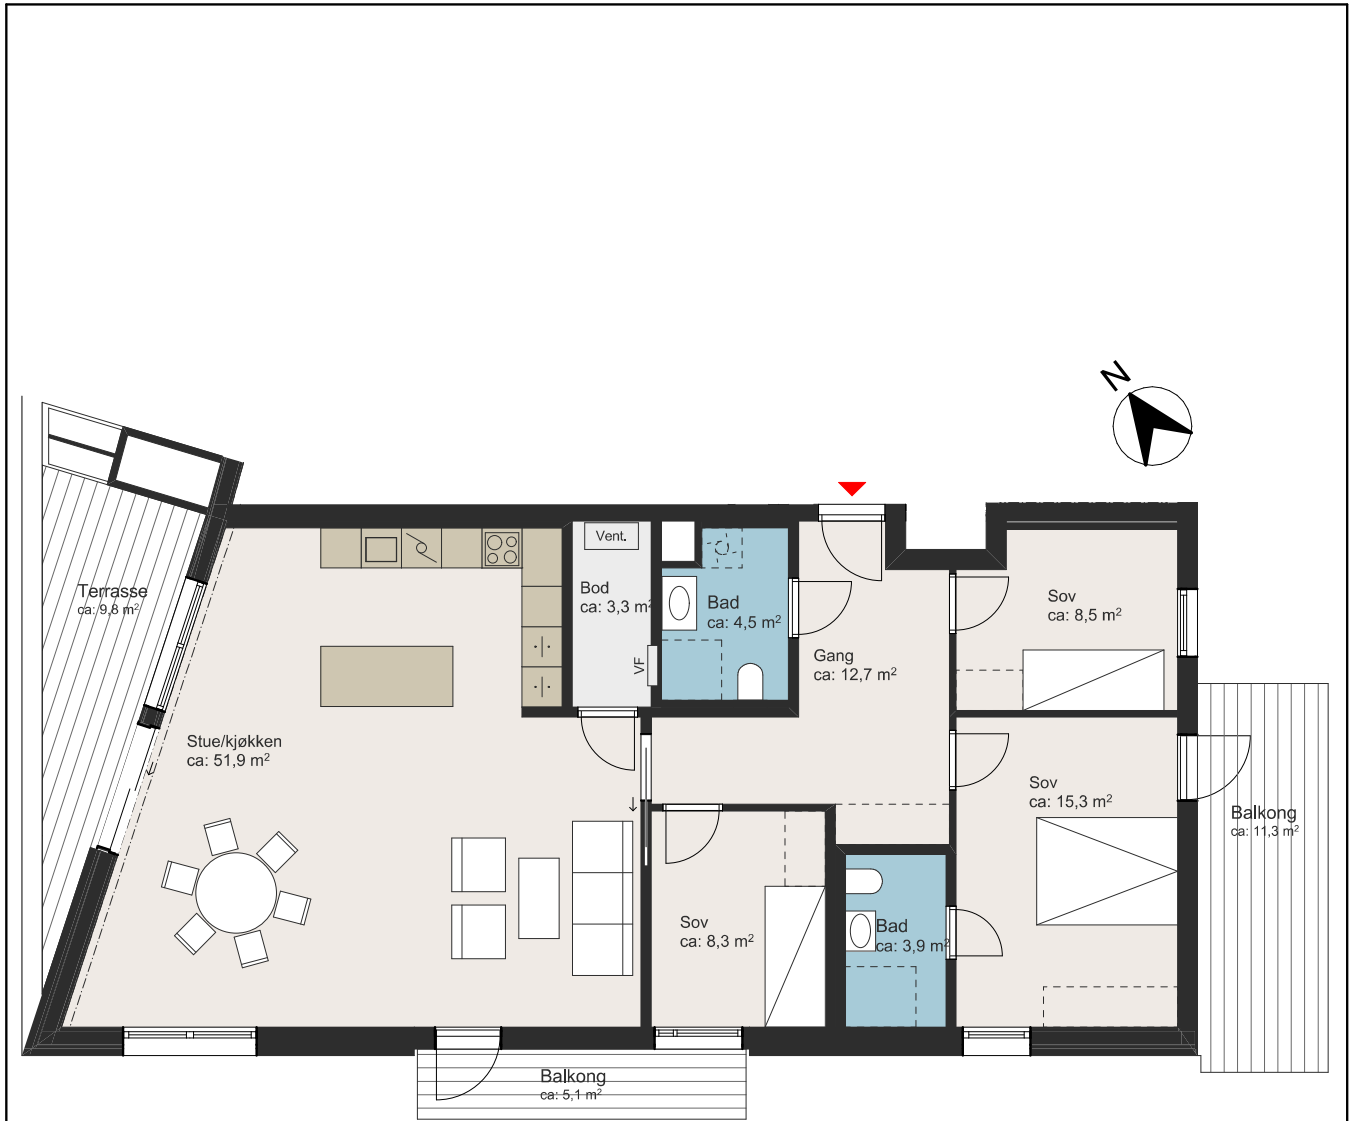 N
Vent.
Terrasse
ca: 9,8 m²
Bod
ca: 3,3 m²
Bad
ca: 4,5 m²
Sov
ca: 8,5 m²
VF
Gang
ca: 12,7 m²
Stue/kjøkken
ca: 51,9 m²
Sov
ca: 15,3 m²
Balkong
ca: 11,3 m²
Sov
ca: 8,3 m²
Bad
ca: 3,9 m²
Balkong
ca: 5,1 m²